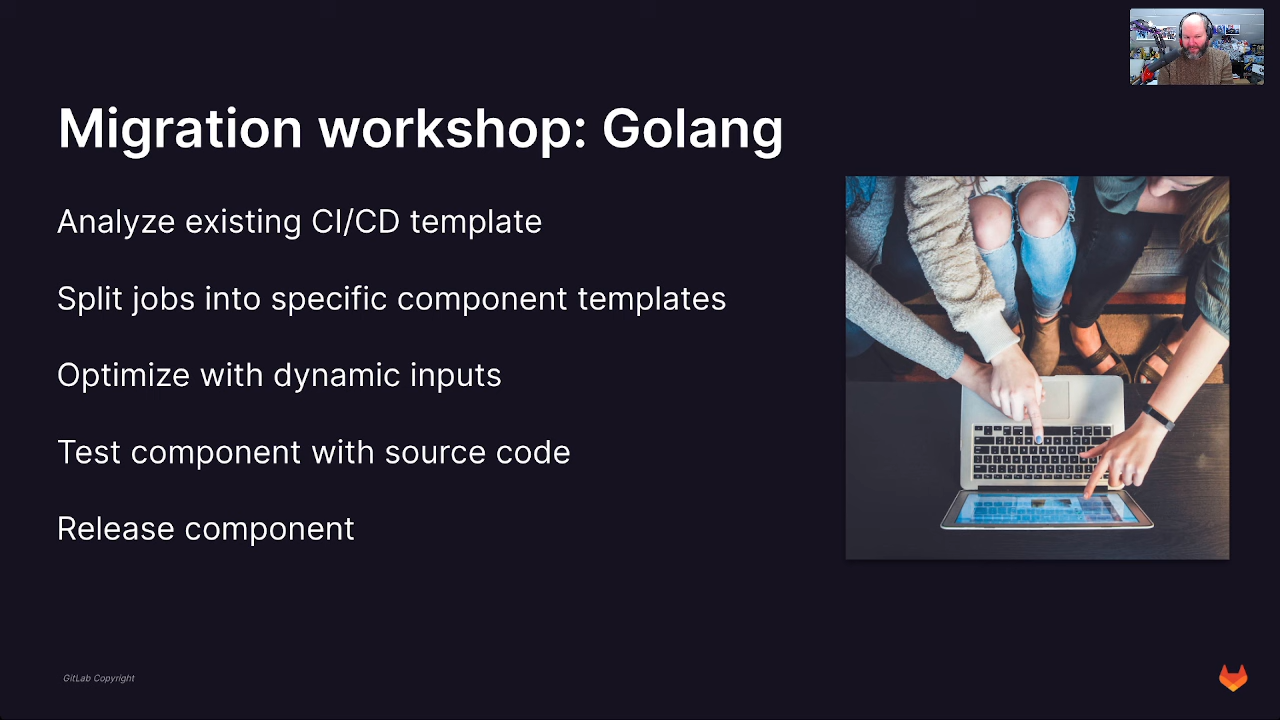 Migration workshop: Golang
Analyze existing CI/CD template
Split jobs into specific component templates
Optimize with dynamic inputs
Test component with source code
Release component
GitLab Copyright